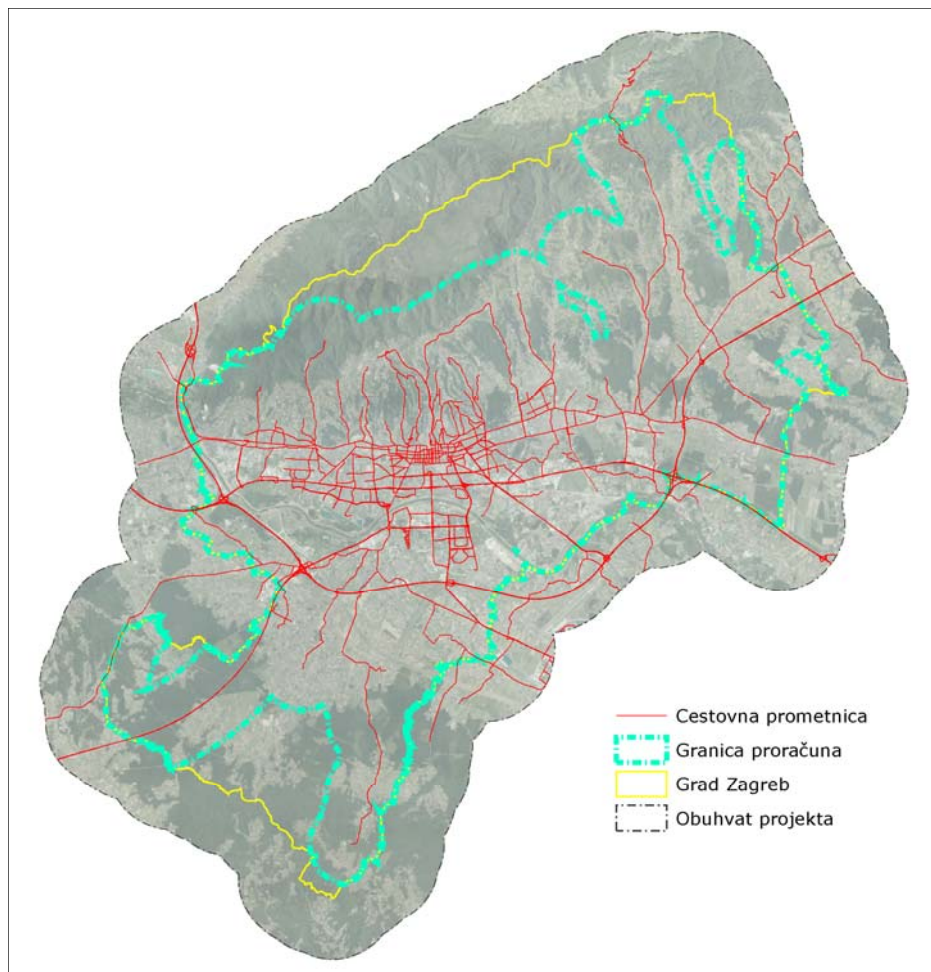 Cestovna prometnica
Granica proračuna
Grad Zagreb
Obuhvat projekta